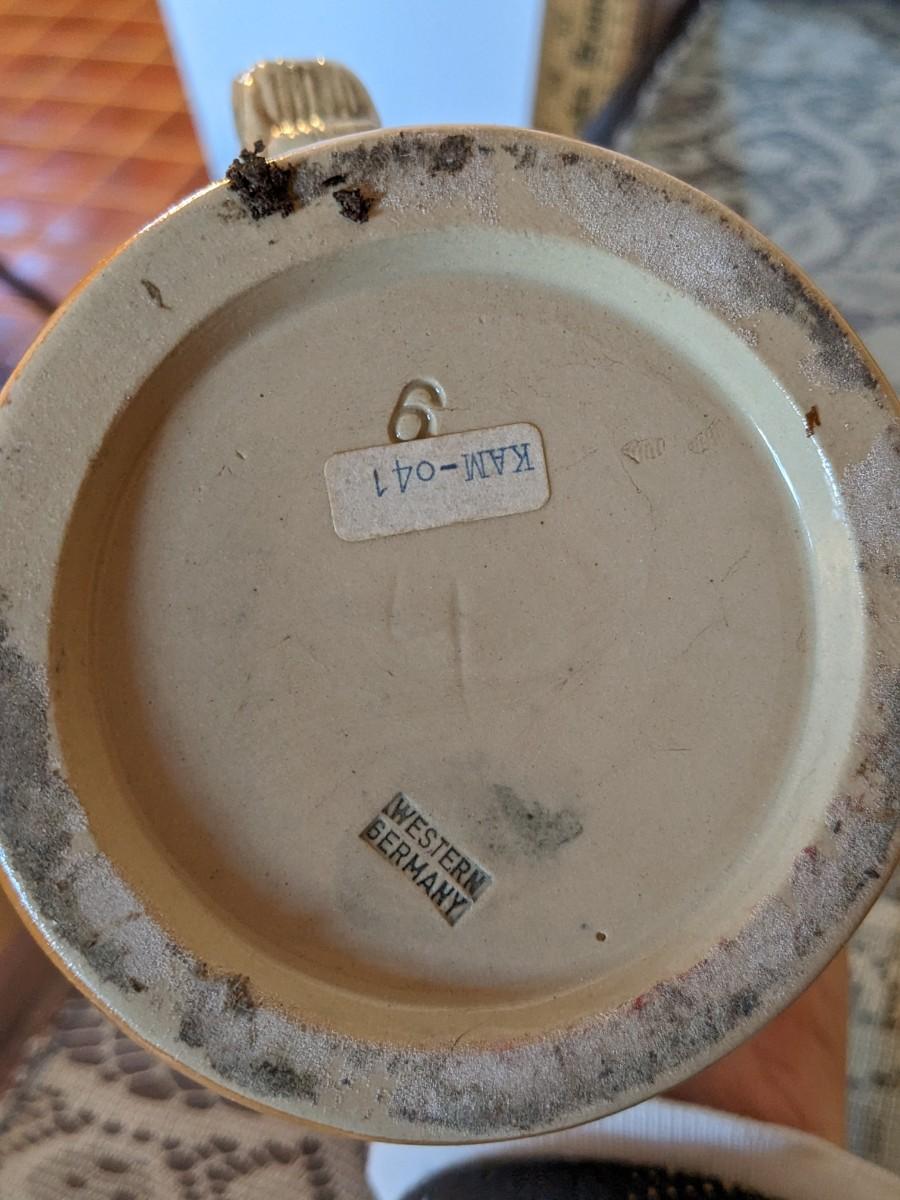 6
KAM-041
WESTERN
GERMANY